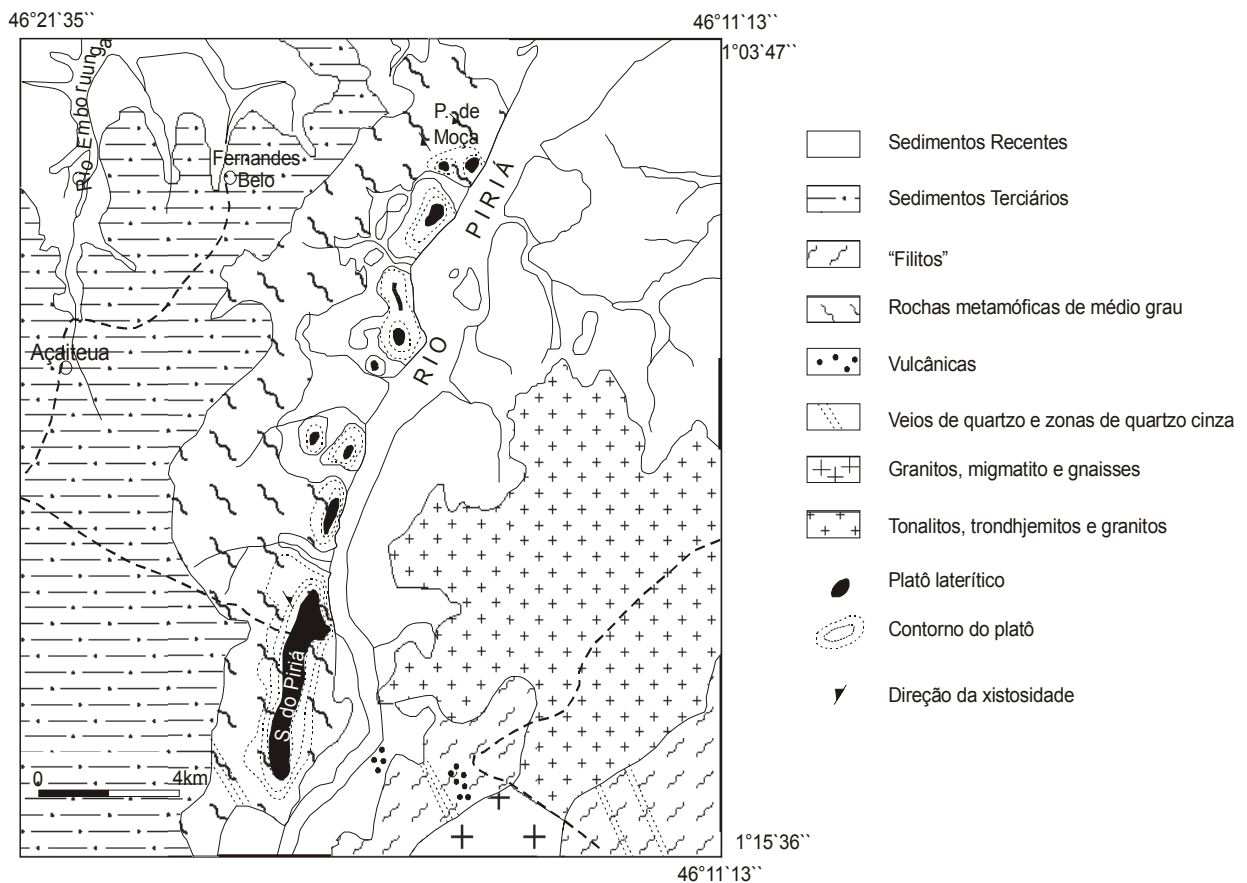 46°21`35``
46°11`13``
1°03`47``
Rio Emboruunga
P. de
Moça
Fernandes
Belo
RIO PIRIÁ
Açaiteua
S. do Piriá
0 4km
1°15`36``
46°11`13``
Sedimentos Recentes
Sedimentos Terciários
“Filitos”
Rochas metamóficas de médio grau
Vulcânicas
Veios de quartzo e zonas de quartzo cinza
Granitos, migmatito e gnaisses
Tonalitos, trondhjemitos e granitos
Platô laterítico
Contorno do platô
Direção da xistosidade